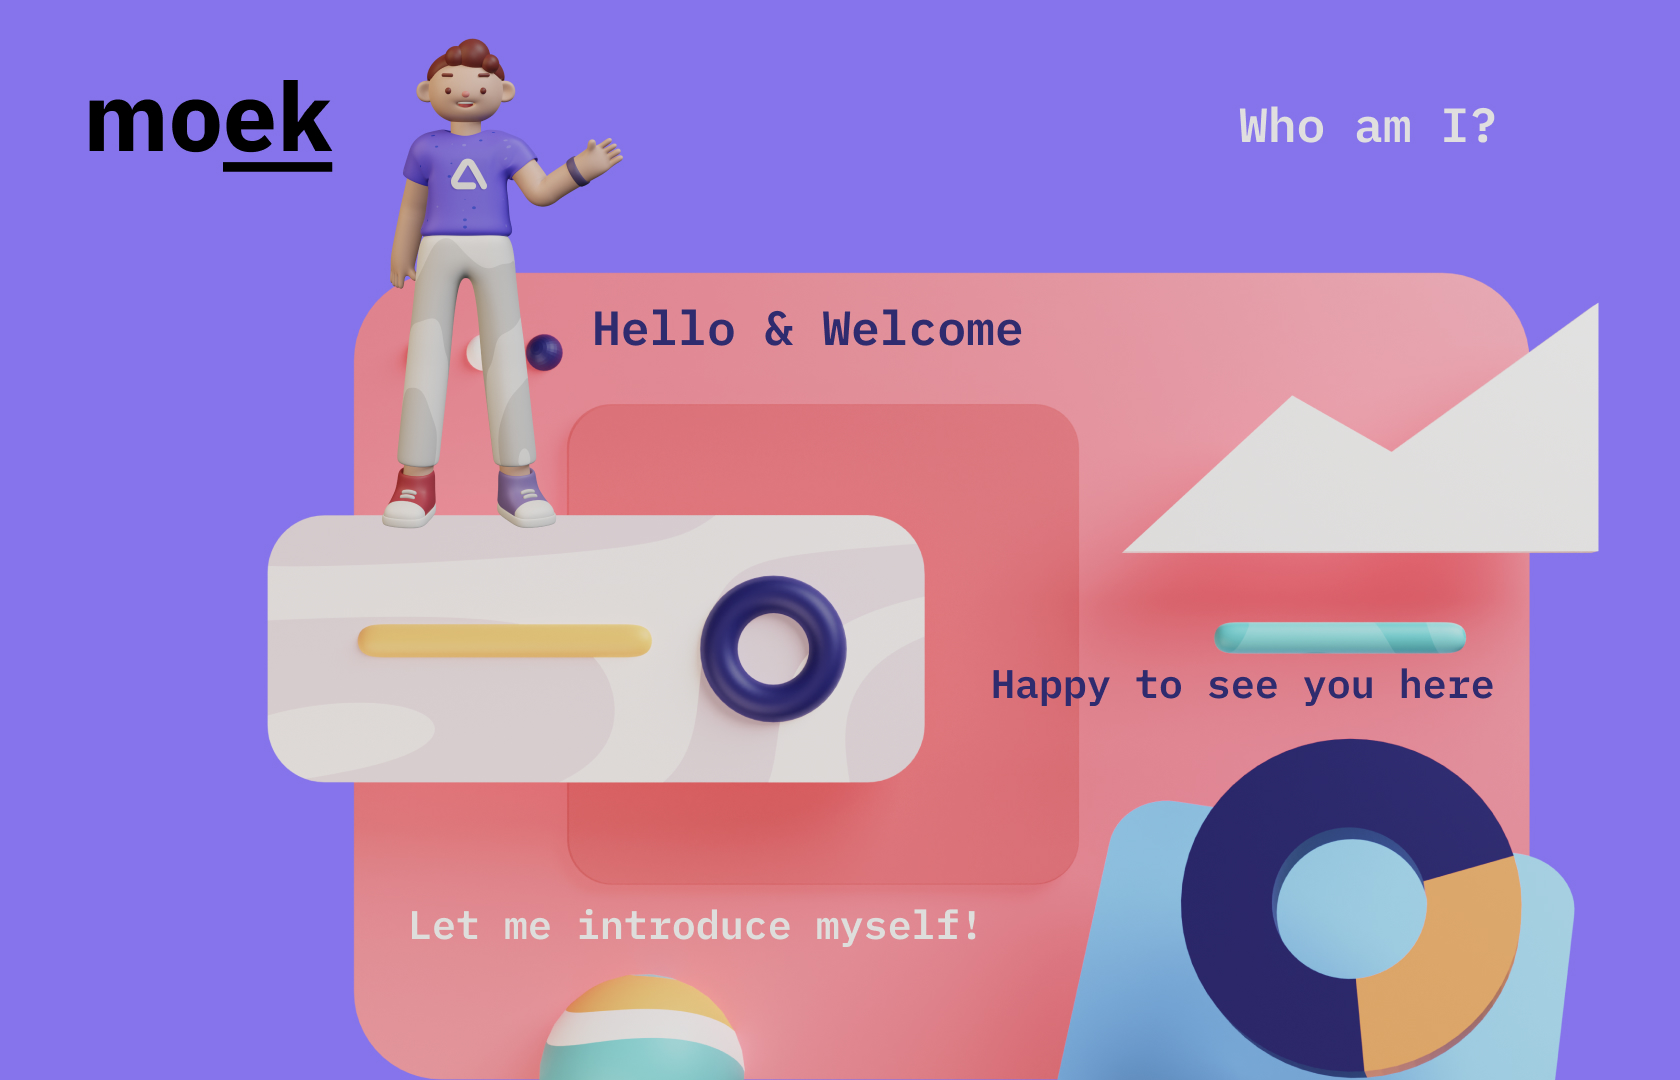 moek
Who am I?
Hello & Welcome
Happy to see you here
Let me introduce myself!